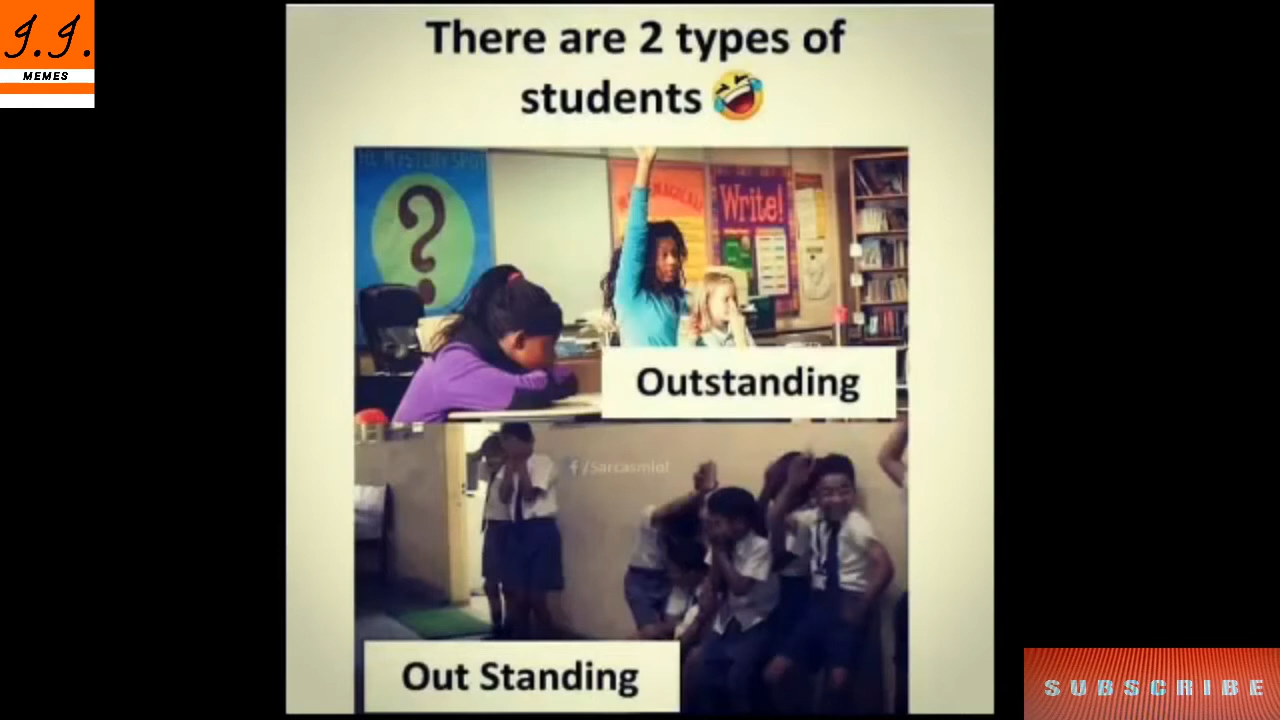 J.J.
MEMES
There are 2 types of
students 🤣
Write!
Outstanding
f/Sarcasmlol
Out Standing
SUBSCRIBE